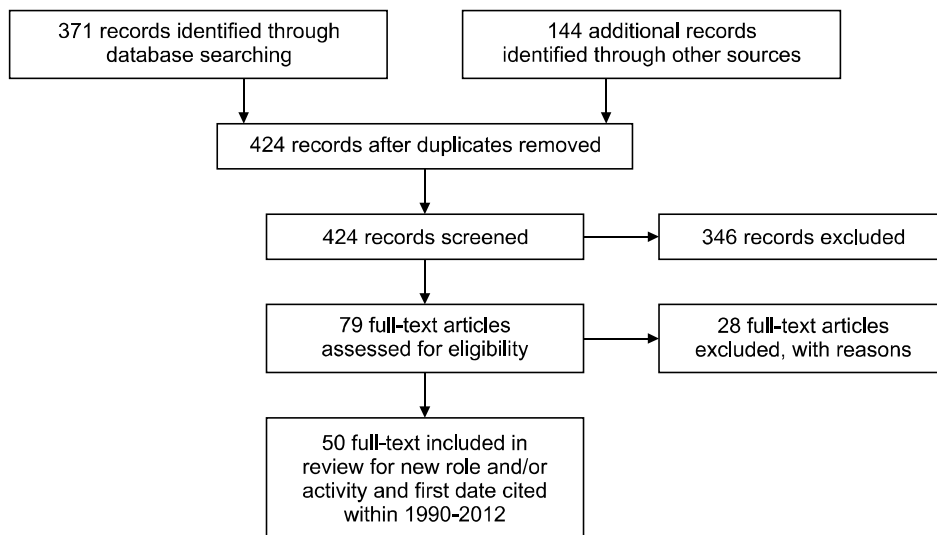 371 records identified through
database searching
144 additional records
identified through other sources
424 records after duplicates removed
424 records screened
346 records excluded
79 full-text articles
assessed for eligibility
28 full-text articles
excluded, with reasons
50 full-text included in
review for new role and/or
activity and first date cited
within 1990-2012